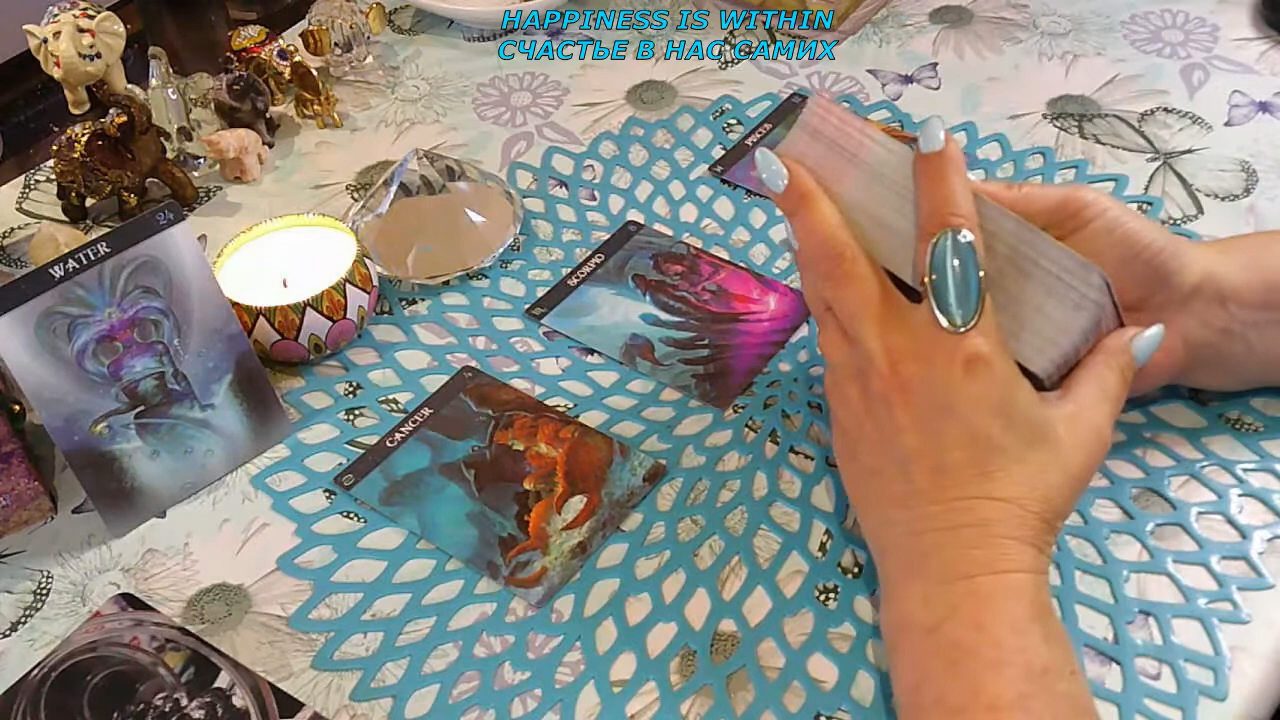 HAPPINESS IS WITHIN
СЧАСТЬЕ В НАС САМИХ
PISCES
SCORPIO
24
WATER
CANCER